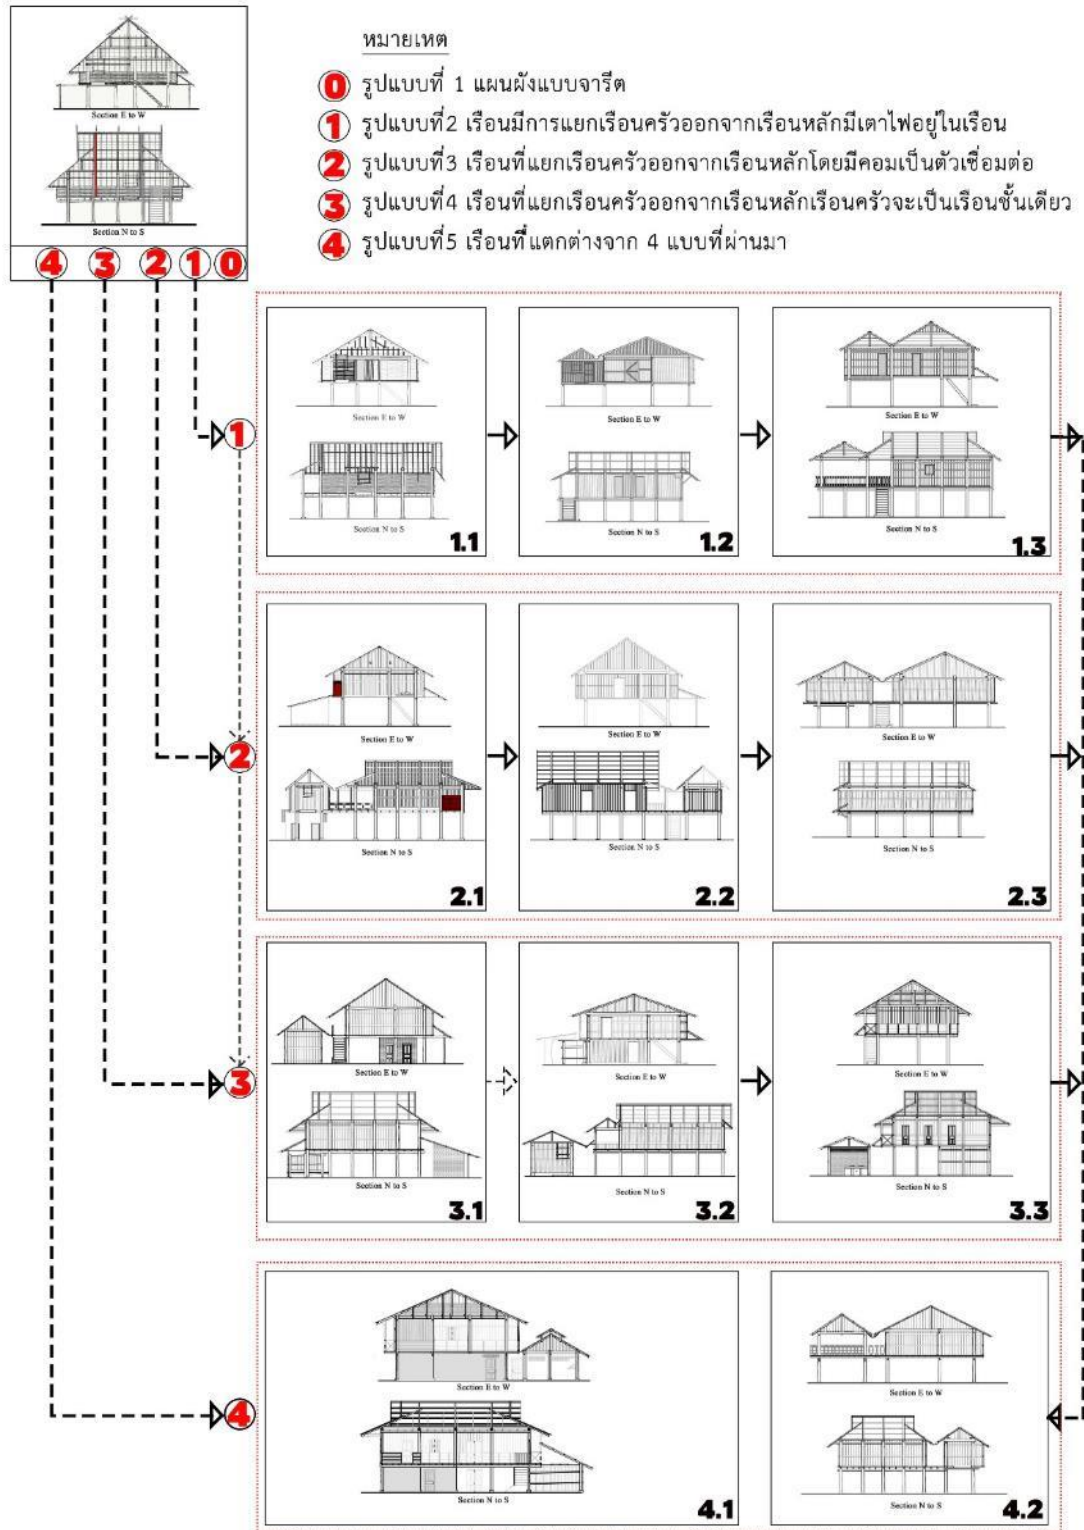 Section E to W
Section N to S
4 3 2 1 0
หมายเหตุ
0 รูปแบบที่ 1 แผนผังแบบจารีต
1 รูปแบบที่2 เรือนมีการแยกเรือนครัวออกจากเรือนหลักมีเตาไฟอยู่ในเรือน
2 รูปแบบที่3 เรือนที่แยกเรือนครัวออกจากเรือนหลักโดยมีคอมเป็นตัวเชื่อมต่อ
3 รูปแบบที่4 เรือนที่แยกเรือนครัวออกจากเรือนหลักเรือนครัวจะเป็นเรือนชั้นเดียว
4 รูปแบบที่5 เรือนที่แตกต่างจาก 4 แบบที่ผ่านมา
1
Section E to W
Section N to S
1.1
Section E to W
Section N to S
1.2
Section E to W
Section N to S
1.3
2
Section E to W
Section N to S
2.1
Section E to W
Section N to S
2.2
Section E to W
Section N to S
2.3
3
Section E to W
Section N to S
3.1
Section E to W
Section N to S
3.2
Section E to W
Section N to S
3.3
4
Section E to W
Section N to S
4.1
Section E to W
Section N to S
4.2